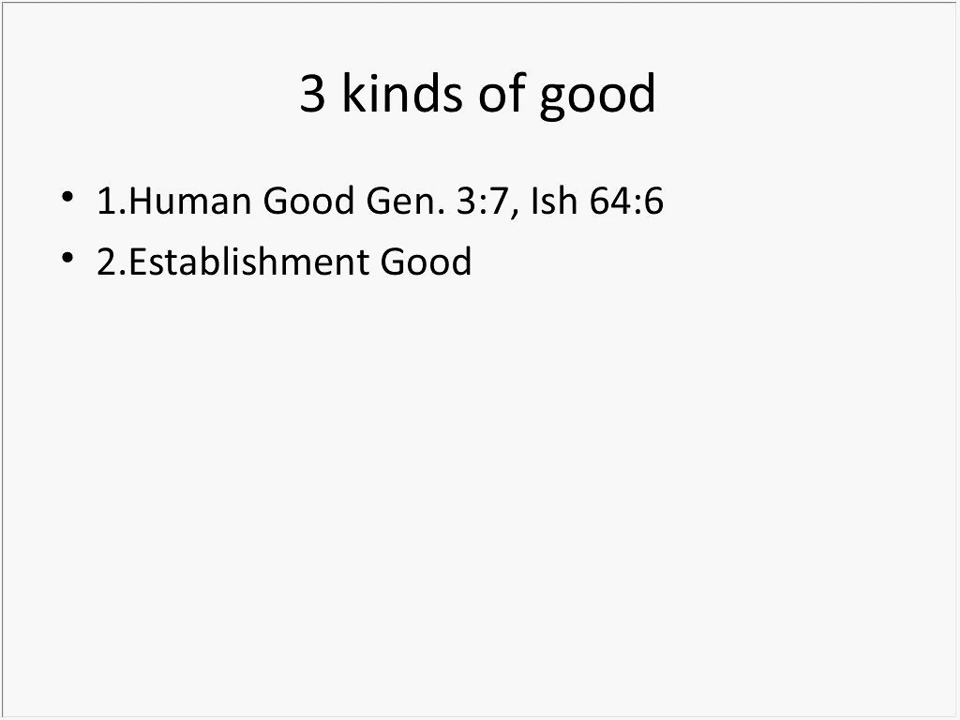 3 kinds of good
• 1.Human Good Gen. 3:7, Ish 64:6
• 2.Establishment Good